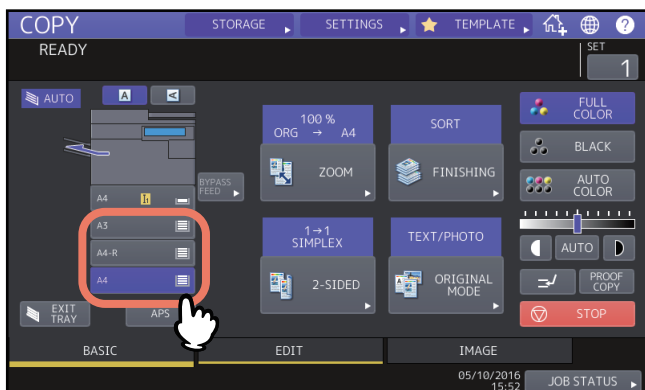 COPY
STORAGE
SETTINGS
TEMPLATE
?
READY
SET
1
AUTO
A
A
100 %
ORG → A4
ZOOM
SORT
FINISHING
FULL
COLOR
BLACK
AUTO
COLOR
BYPASS
FEED
A4
A3
A4-R
A4
1→1
SIMPLEX
2-SIDED
TEXT/PHOTO
ORIGINAL
MODE
AUTO
PROOF
COPY
EXIT
TRAY
APS
STOP
BASIC
EDIT
IMAGE
05/10/2016
15:52
JOB STATUS